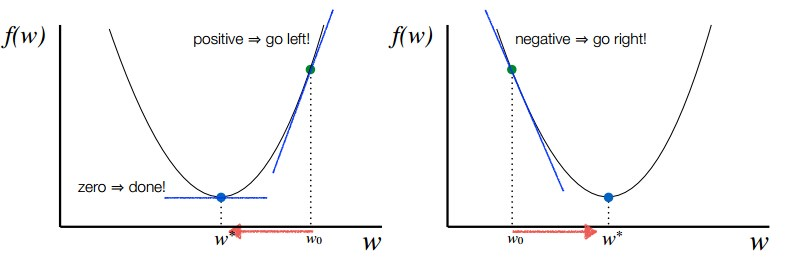 f(w)
positive ⇒ go left!
zero ⇒ done!
w*
w₀
w
f(w)
negative ⇒ go right!
w₀
w*
w